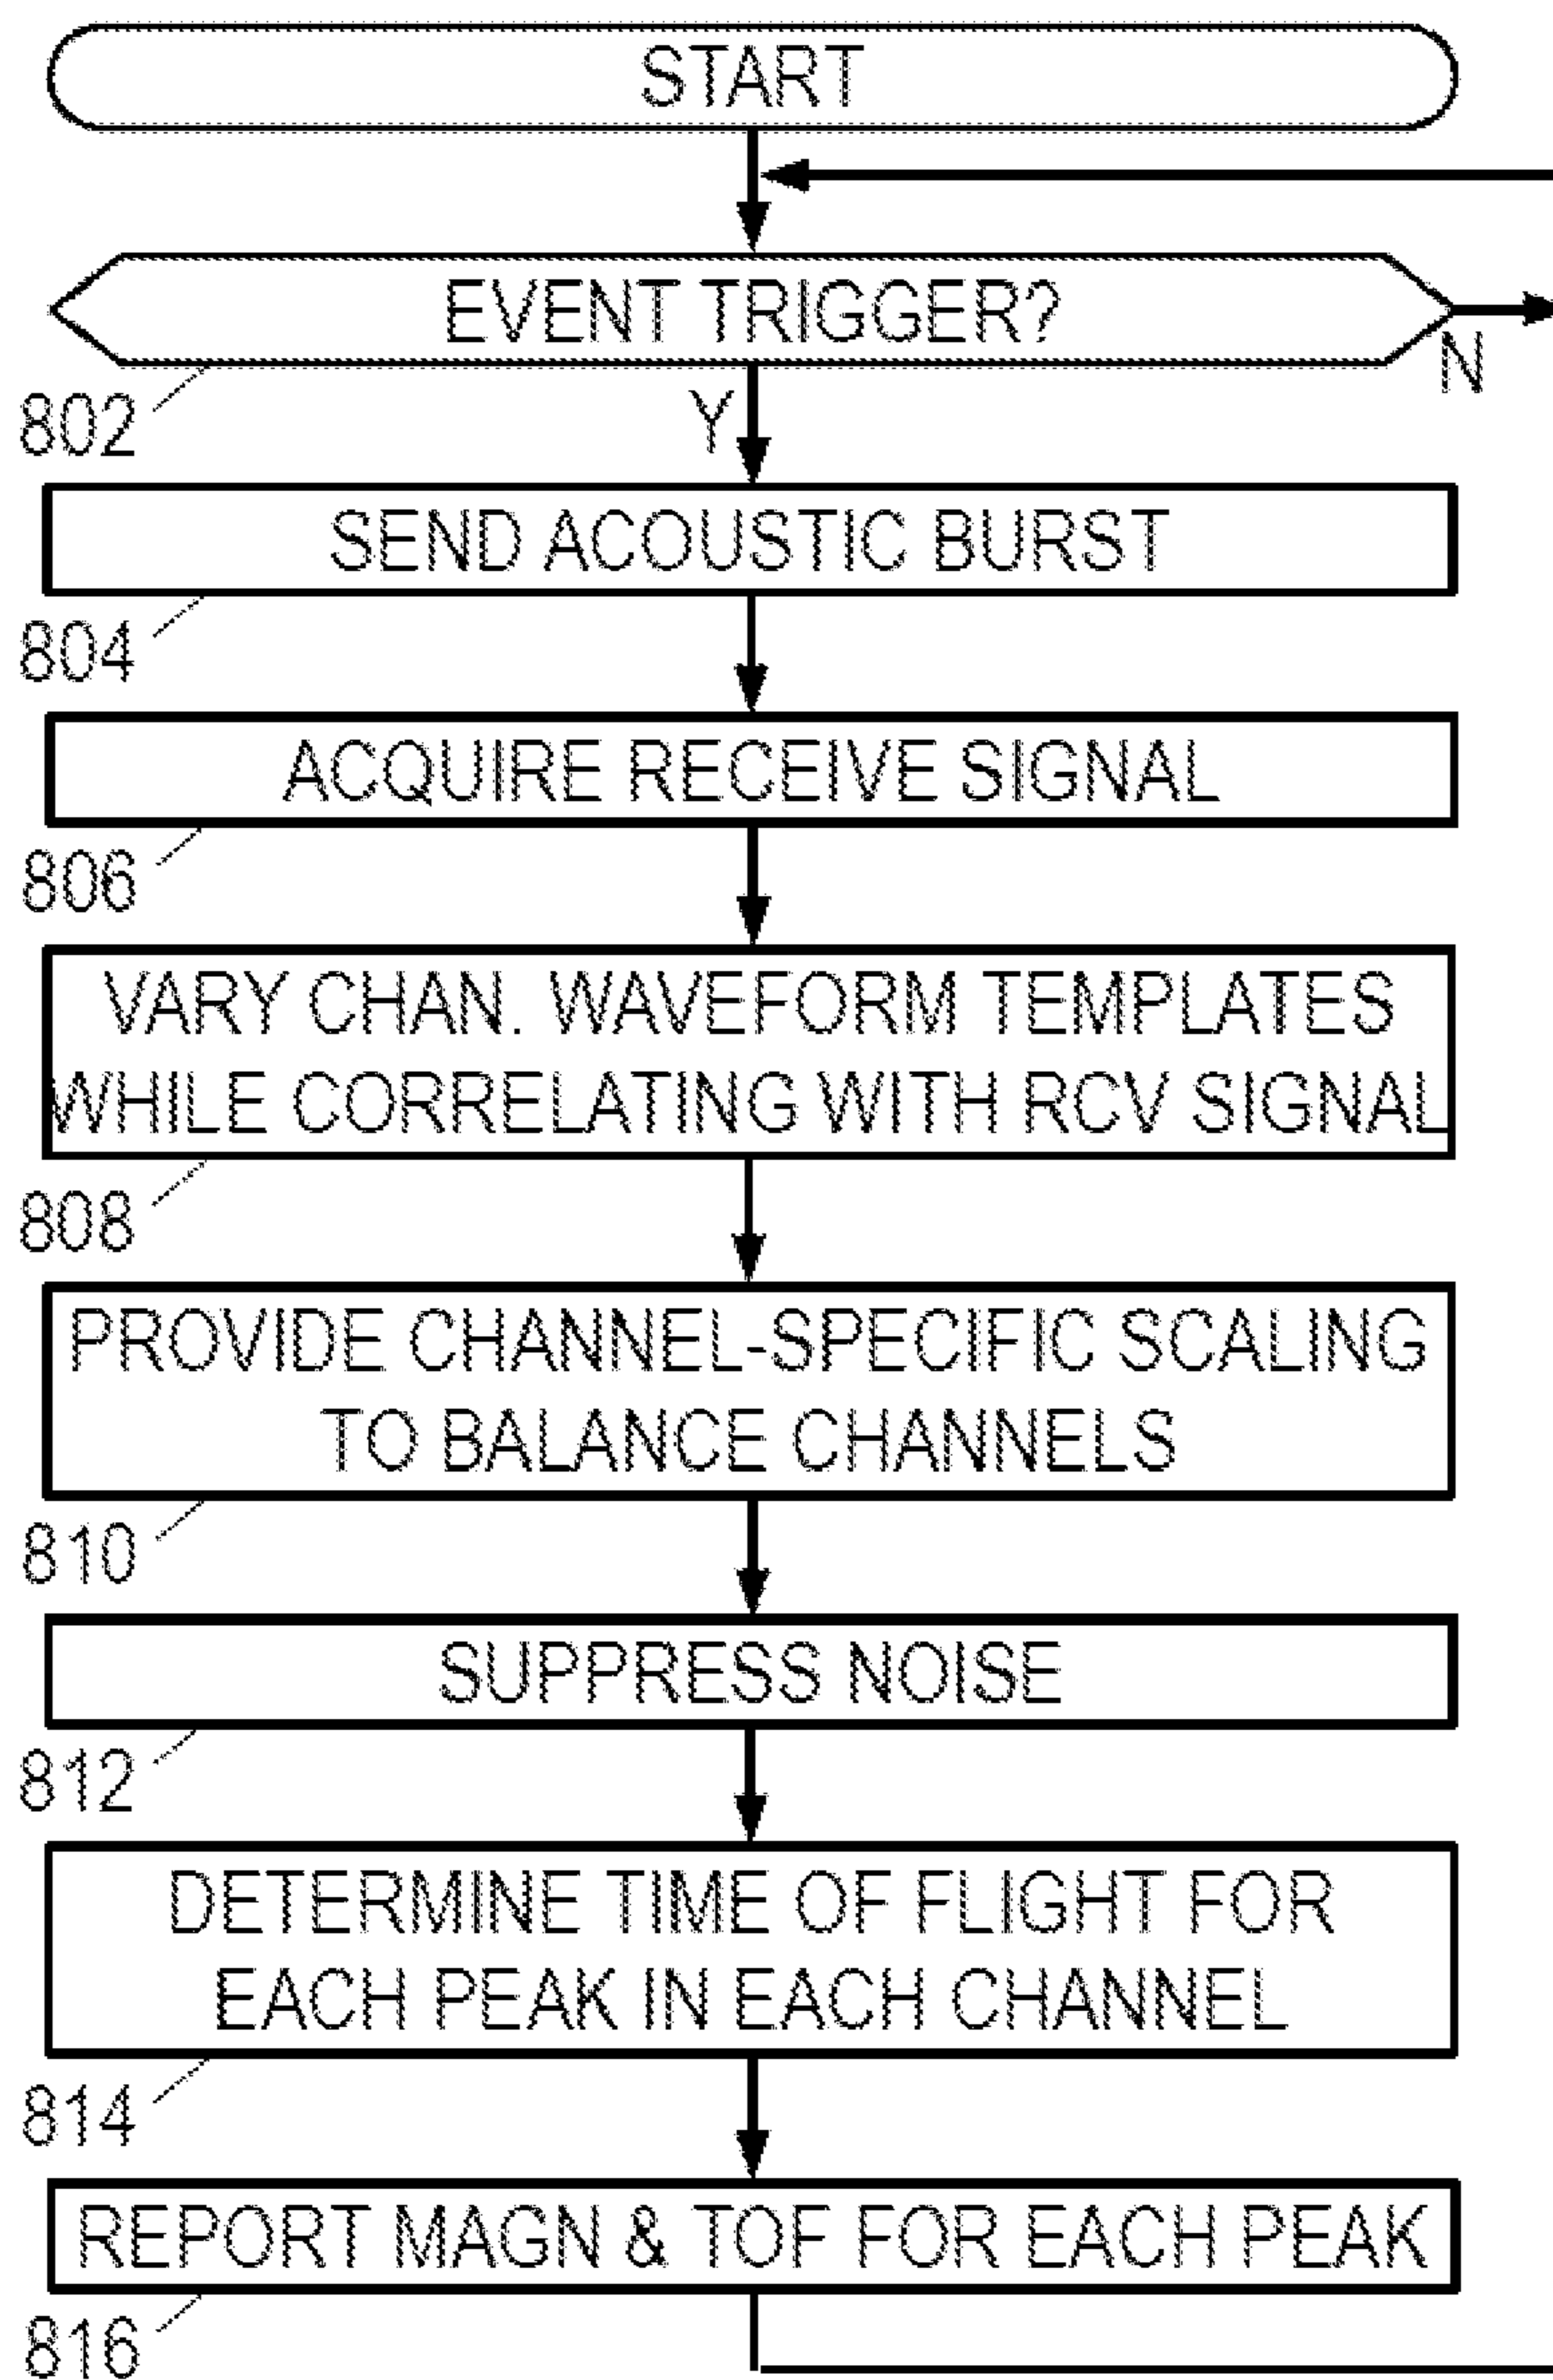 START
EVENT TRIGGER?
N
802
Y
SEND ACOUSTIC BURST
804
ACQUIRE RECEIVE SIGNAL
806
VARY CHAN. WAVEFORM TEMPLATES
WHILE CORRELATING WITH RCV SIGNAL
808
PROVIDE CHANNEL-SPECIFIC SCALING
TO BALANCE CHANNELS
810
SUPPRESS NOISE
812
DETERMINE TIME OF FLIGHT FOR
EACH PEAK IN EACH CHANNEL
814
REPORT MAGN & TOF FOR EACH PEAK
816